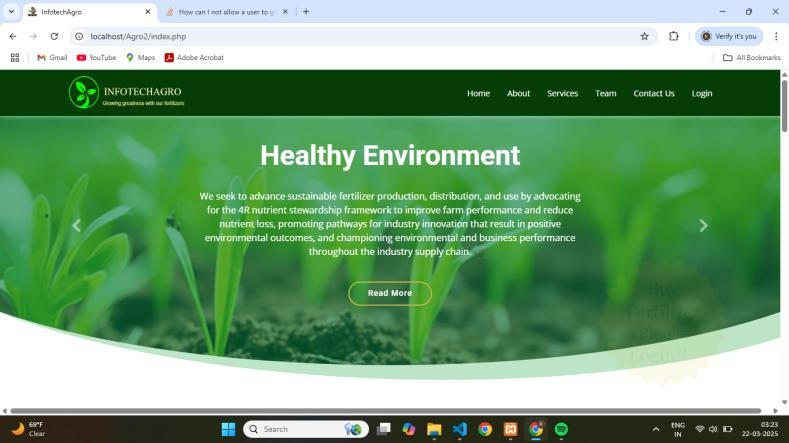 InfotechAgro
How can I not allow a user to g
localhost/Agro2/index.php
Verify it's you
Gmail
YouTube
Maps
Adobe Acrobat
All Bookmarks
INFOTECHAGRO
Growing greatness with our fertilizers
Home
About
Services
Team
Contact Us
Login
Healthy Environment
We seek to advance sustainable fertilizer production, distribution, and use by advocating
for the 4R nutrient stewardship framework to improve farm performance and reduce
nutrient loss, promoting pathways for industry innovation that result in positive
environmental outcomes, and championing environmental and business performance
throughout the industry supply chain.
Read More
Buy
Fertilizer
Login!!
69°F
Clear
Search
ENG
IN
03:23
22-03-2025